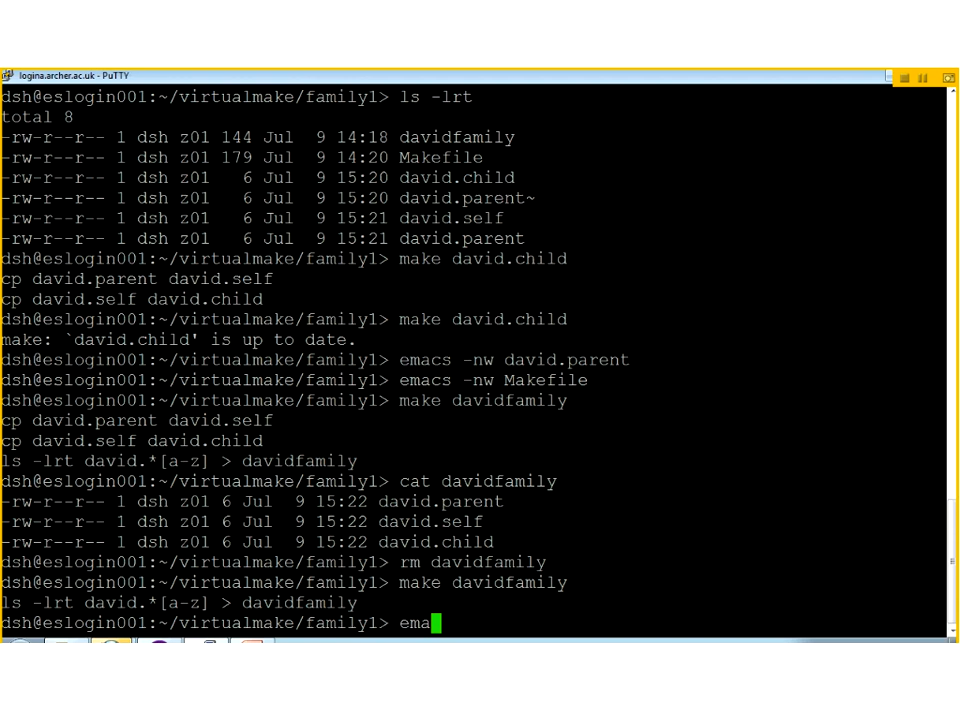 logina.archer.ac.uk - PuTTY
dsh@eslogin001:~/virtualmake/family1> ls -lrt
total 8
-rw-r--r-- 1 dsh z01 144 Jul  9 14:18 davidfamily
-rw-r--r-- 1 dsh z01 179 Jul  9 14:20 Makefile
-rw-r--r-- 1 dsh z01   6 Jul  9 15:20 david.child
-rw-r--r-- 1 dsh z01   6 Jul  9 15:20 david.parent~
-rw-r--r-- 1 dsh z01   6 Jul  9 15:21 david.self
-rw-r--r-- 1 dsh z01   6 Jul  9 15:21 david.parent
dsh@eslogin001:~/virtualmake/family1> make david.child
cp david.parent david.self
cp david.self david.child
dsh@eslogin001:~/virtualmake/family1> make david.child
make: `david.child' is up to date.
dsh@eslogin001:~/virtualmake/family1> emacs -nw david.parent
dsh@eslogin001:~/virtualmake/family1> emacs -nw Makefile
dsh@eslogin001:~/virtualmake/family1> make davidfamily
cp david.parent david.self
cp david.self david.child
ls -lrt david.*[a-z] > davidfamily
dsh@eslogin001:~/virtualmake/family1> cat davidfamily
-rw-r--r-- 1 dsh z01 6 Jul  9 15:22 david.parent
-rw-r--r-- 1 dsh z01 6 Jul  9 15:22 david.self
-rw-r--r-- 1 dsh z01 6 Jul  9 15:22 david.child
dsh@eslogin001:~/virtualmake/family1> rm davidfamily
dsh@eslogin001:~/virtualmake/family1> make davidfamily
ls -lrt david.*[a-z] > davidfamily
dsh@eslogin001:~/virtualmake/family1> ema